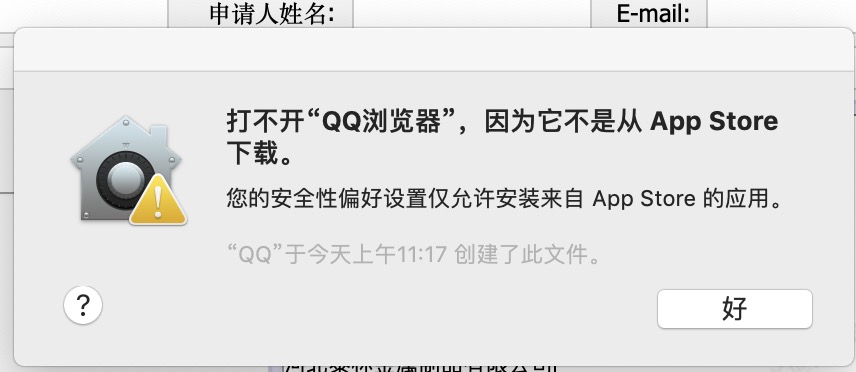 申请人姓名: E-mail:
打不开“QQ浏览器”，因为它不是从 App Store
下载。
您的安全性偏好设置仅允许安装来自 App Store 的应用。
“QQ”于今天上午11:17 创建了此文件。
?
好